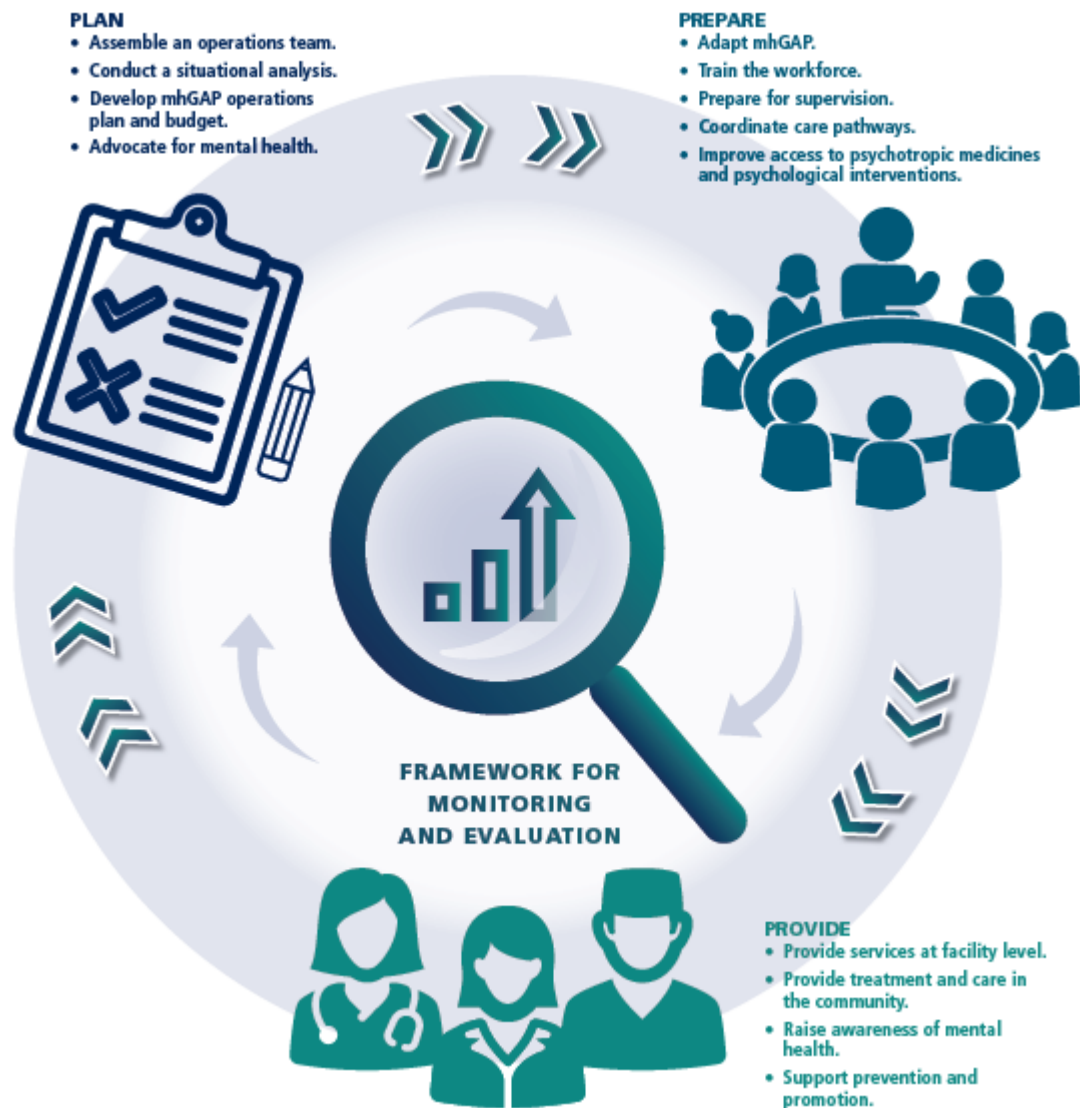 PLAN
• Assemble an operations team.
• Conduct a situational analysis.
• Develop mhGAP operations
plan and budget.
• Advocate for mental health.
PREPARE
• Adapt mhGAP.
• Train the workforce.
• Prepare for supervision.
• Coordinate care pathways.
• Improve access to psychotropic medicines
and psychological interventions.
FRAMEWORK FOR
MONITORING
AND EVALUATION
PROVIDE
• Provide services at facility level.
• Provide treatment and care in
the community.
• Raise awareness of mental
health.
• Support prevention and
promotion.